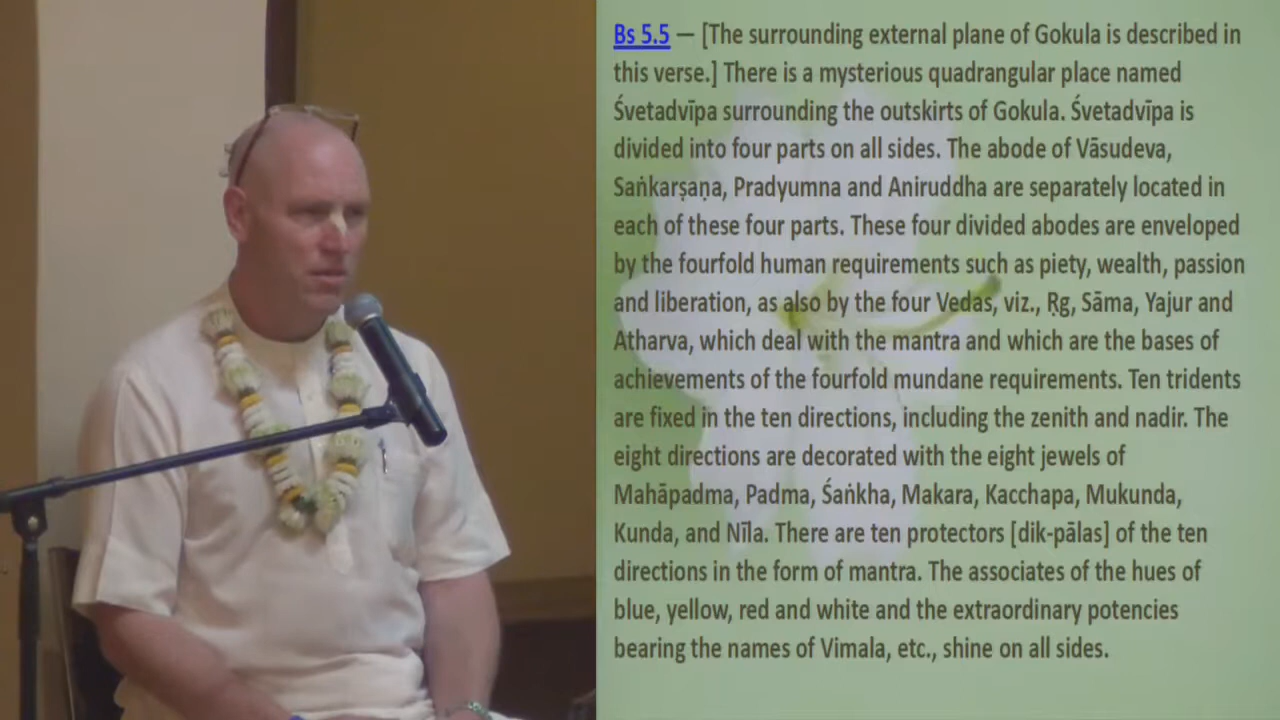 Bs 5.5 — [The surrounding external plane of Gokula is described in
this verse.] There is a mysterious quadrangular place named
Śvetadvīpa surrounding the outskirts of Gokula. Śvetadvīpa is
divided into four parts on all sides. The abode of Vāsudeva,
Saṅkarṣaṇa, Pradyumna and Aniruddha are separately located in
each of these four parts. These four divided abodes are enveloped
by the fourfold human requirements such as piety, wealth, passion
and liberation, as also by the four Vedas, viz., Ṛg, Sāma, Yajur and
Atharva, which deal with the mantra and which are the bases of
achievements of the fourfold mundane requirements. Ten tridents
are fixed in the ten directions, including the zenith and nadir. The
eight directions are decorated with the eight jewels of
Mahāpadma, Padma, Śaṅkha, Makara, Kacchapa, Mukunda,
Kunda, and Nīla. There are ten protectors [dik-pālas] of the ten
directions in the form of mantra. The associates of the hues of
blue, yellow, red and white and the extraordinary potencies
bearing the names of Vimala, etc., shine on all sides.